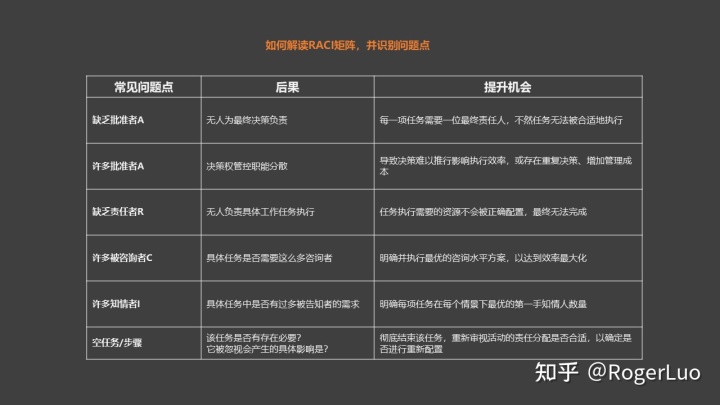 如何解读RACI矩阵，并识别问题点
常见问题点
后果
提升机会
缺乏批准者A
无人为最终决策负责
每一项任务需要一位最终责任人，不然任务无法被合适地执行
许多批准者A
决策权管控职能分散
导致决策难以推行影响执行效率，或存在重复决策、增加管理成
本
缺乏责任者R
无人负责具体工作任务执行
任务执行需要的资源不会被正确配置，最终无法完成
许多被咨询者C
具体任务是否需要这么多咨询者
明确并执行最优的咨询水平方案，以达到效率最大化
许多知情者I
具体任务中是否有过多被告知者的需求
明确每项任务在每个情景下最优的第一手知情人数量
空任务/步骤
该任务是否有存在必要？
它被忽视会产生的具体影响是？
彻底结束该任务，重新审视活动的责任分配是否合适，以确定是
否进行重新配置
知乎 @RogerLuo